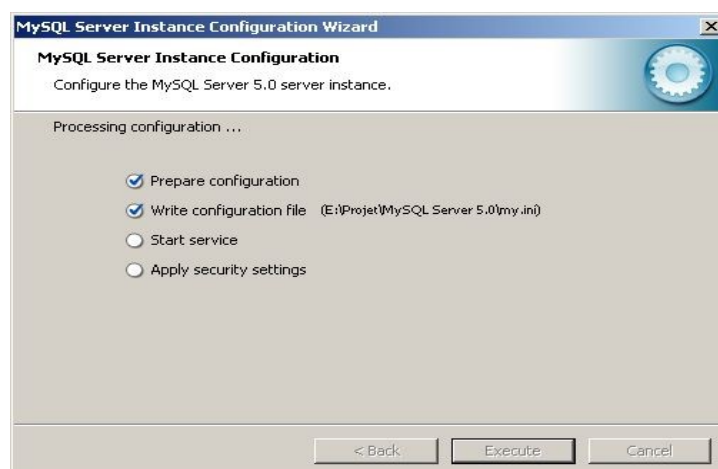 MySQL Server Instance Configuration Wizard
MySQL Server Instance Configuration
Configure the MySQL Server 5.0 server instance.
Processing configuration ...
Prepare configuration
Write configuration file (E:\Projet\MySQL Server 5.0\my.ini)
Start service
Apply security settings
< Back Execute Cancel